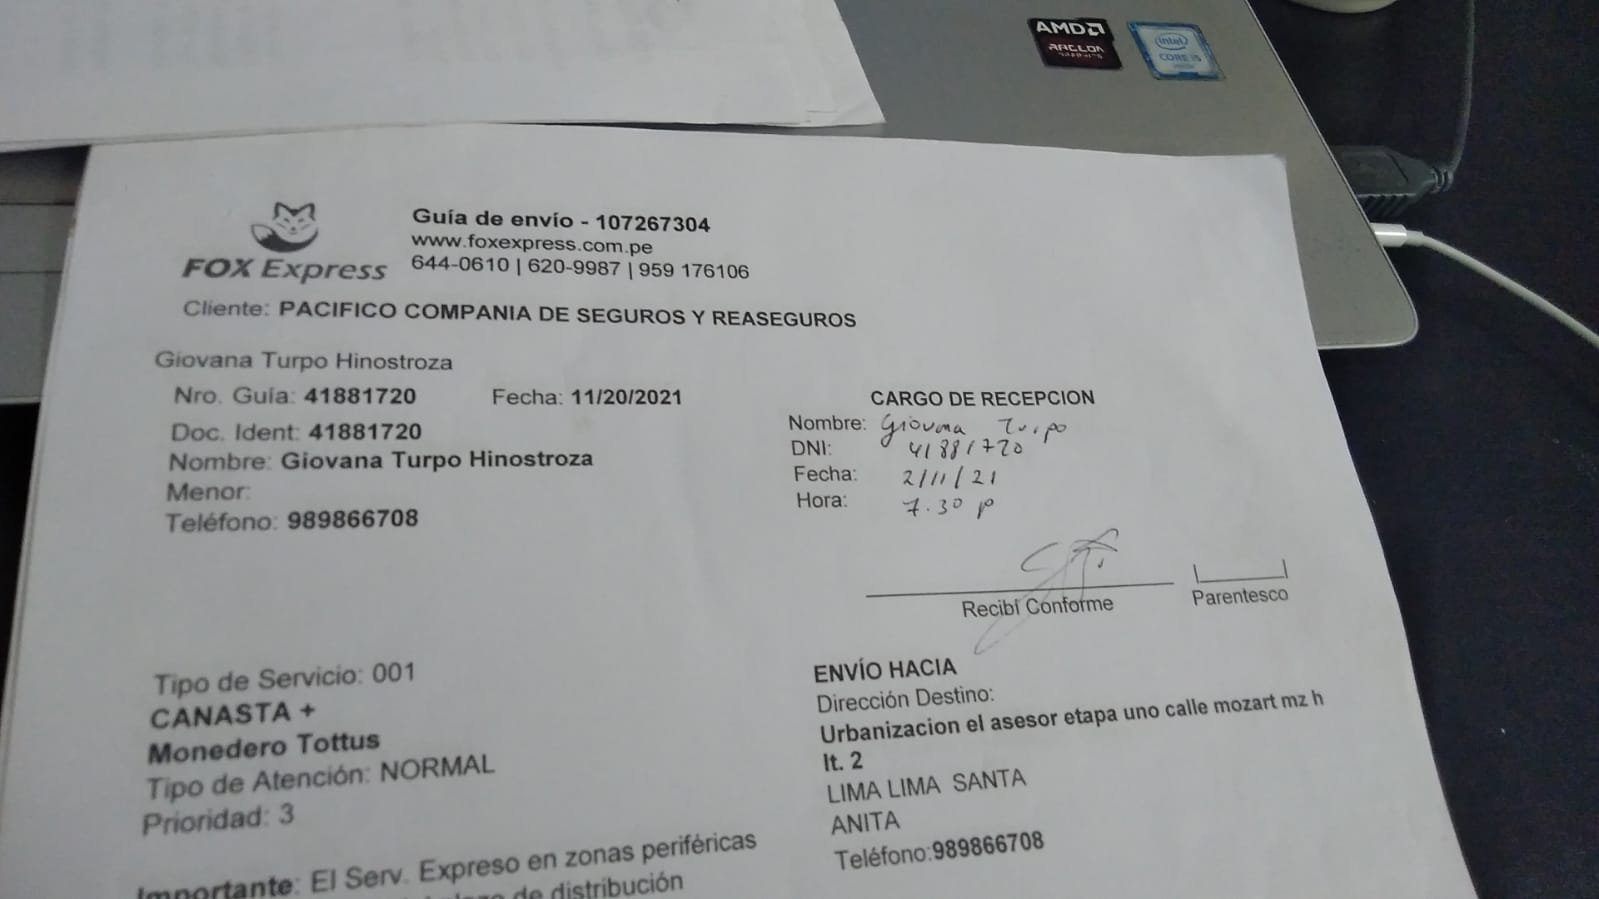 AMD
RADEON
GRAPHICS
intel
CORE i5
FOX Express
Guía de envío - 107267304
www.foxexpress.com.pe
644-0610 | 620-9987 | 959 176106
Cliente: PACIFICO COMPANIA DE SEGUROS Y REASEGUROS
Giovana Turpo Hinostroza
Nro. Guía: 41881720 Fecha: 11/20/2021
Doc. Ident: 41881720
Nombre: Giovana Turpo Hinostroza
Menor:
Teléfono: 989866708
CARGO DE RECEPCION
Nombre: Giovana Turpo
DNI: 41881720
Fecha: 2/11/21
Hora: 7.30 p
Recibí Conforme
Parentesco
Tipo de Servicio: 001
CANASTA +
Monedero Tottus
Tipo de Atención: NORMAL
Prioridad: 3
Importante: El Serv. Expreso en zonas periféricas
de distribución
ENVÍO HACIA
Dirección Destino:
Urbanizacion el asesor etapa uno calle mozart mz h
lt. 2
LIMA LIMA SANTA
ANITA
Teléfono:989866708